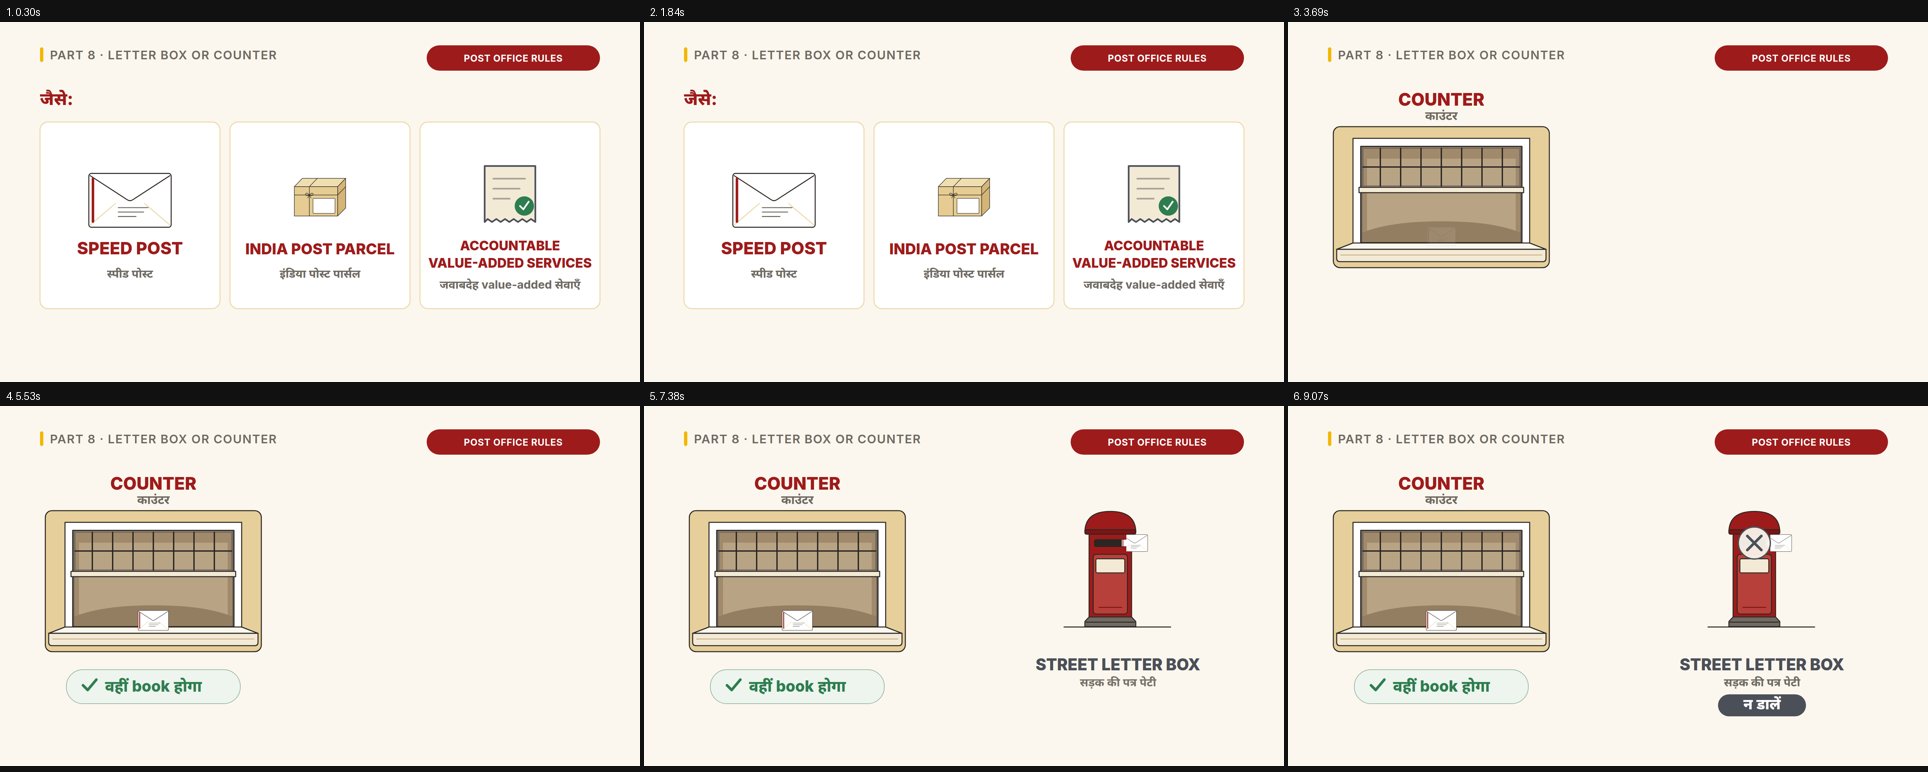 1. 0.30s
PART 8 · LETTER BOX OR COUNTER
POST OFFICE RULES
जैसे:
SPEED POST
स्पीड पोस्ट
INDIA POST PARCEL
इंडिया पोस्ट पार्सल
ACCOUNTABLE
VALUE-ADDED SERVICES
जवाबदेह value-added सेवाएँ
2. 1.84s
PART 8 · LETTER BOX OR COUNTER
POST OFFICE RULES
जैसे:
SPEED POST
स्पीड पोस्ट
INDIA POST PARCEL
इंडिया पोस्ट पार्सल
ACCOUNTABLE
VALUE-ADDED SERVICES
जवाबदेह value-added सेवाएँ
3. 3.69s
PART 8 · LETTER BOX OR COUNTER
POST OFFICE RULES
COUNTER
काउंटर
4. 5.53s
PART 8 · LETTER BOX OR COUNTER
POST OFFICE RULES
COUNTER
काउंटर
वहीं book होगा
5. 7.38s
PART 8 · LETTER BOX OR COUNTER
POST OFFICE RULES
COUNTER
काउंटर
वहीं book होगा
STREET LETTER BOX
सड़क की पत्र पेटी
6. 9.07s
PART 8 · LETTER BOX OR COUNTER
POST OFFICE RULES
COUNTER
काउंटर
वहीं book होगा
STREET LETTER BOX
सड़क की पत्र पेटी
न डालें